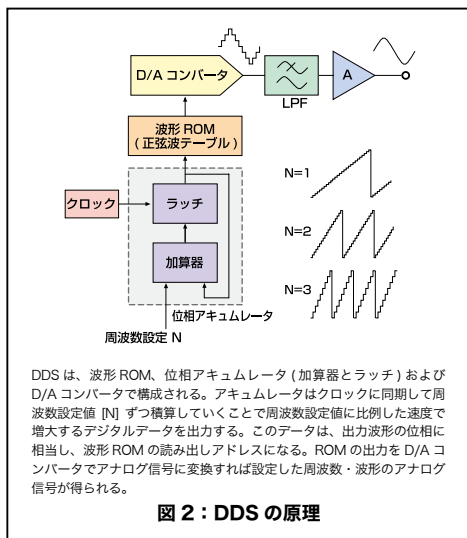 D/A コンバータ
LPF
A
波形 ROM
(正弦波テーブル)
クロック
ラッチ
加算器
位相アキュムレータ
周波数設定 N
N=1
N=2
N=3
DDS は、波形 ROM、位相アキュムレータ (加算器とラッチ) および
D/A コンバータで構成される。アキュムレータはクロックに同期して周
波数設定値 [N] ずつ積算していくことで周波数設定値に比例した速度で
増大するデジタルデータを出力する。このデータは、出力波形の位相に
相当し、波形 ROM の読み出しアドレスになる。ROM の出力を D/A コ
ンバータでアナログ信号に変換すれば設定した周波数・波形のアナログ
信号が得られる。
図 2：DDS の原理